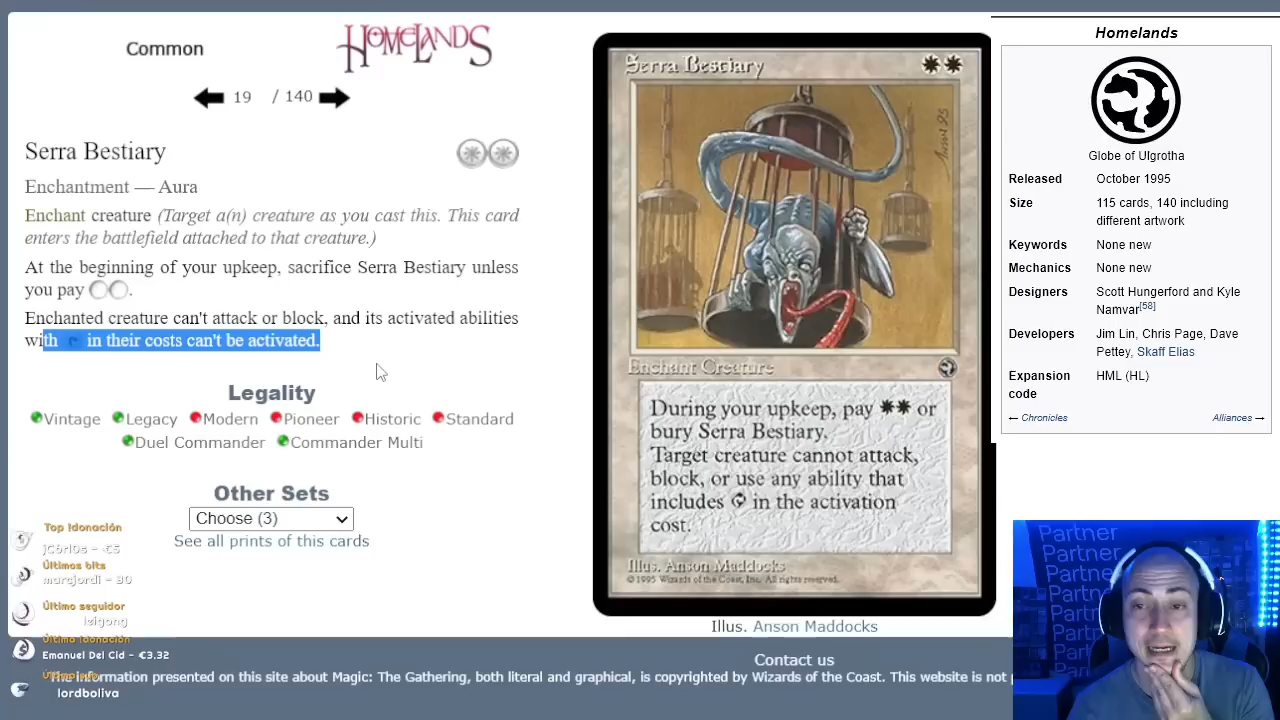 Common
HOMELANDS
19 / 140
Serra Bestiary
Enchantment — Aura
Enchant creature (Target a(n) creature as you cast this. This card
enters the battlefield attached to that creature.)
At the beginning of your upkeep, sacrifice Serra Bestiary unless
you pay
Enchanted creature can't attack or block, and its activated abilities
with in their costs can't be activated.
Legality
Vintage Legacy Modern Pioneer Historic Standard
Duel Commander Commander Multi
Other Sets
Choose (3)
See all prints of this cards
Serra Bestiary
Anson 95
Enchant Creature
During your upkeep, pay or
bury Serra Bestiary.
Target creature cannot attack,
block, or use any ability that
includes in the activation
cost.
Illus. Anson Maddocks
© 1995 Wizards of the Coast, Inc. All rights reserved.
Illus. Anson Maddocks
Homelands
Globe of Ulgrotha
Released October 1995
Size 115 cards, 140 including
different artwork
Keywords None new
Mechanics None new
Designers Scott Hungerford and Kyle
Namvar[58]
Developers Jim Lin, Chris Page, Dave
Pettey, Skaff Elias
Expansion HML (HL)
code
← Chronicles Alliances →
Top !donación
jCorlos - €5
Últimos bits
marcjordi - 30
Último seguidor
leigong
Último !donación
Emanuel Del Cid - €3.32
lordboliva
Contact us
The information presented on this site about Magic: The Gathering, both literal and graphical, is copyrighted by Wizards of the Coast. This website is not
Partner
Partner
Partner
Partner